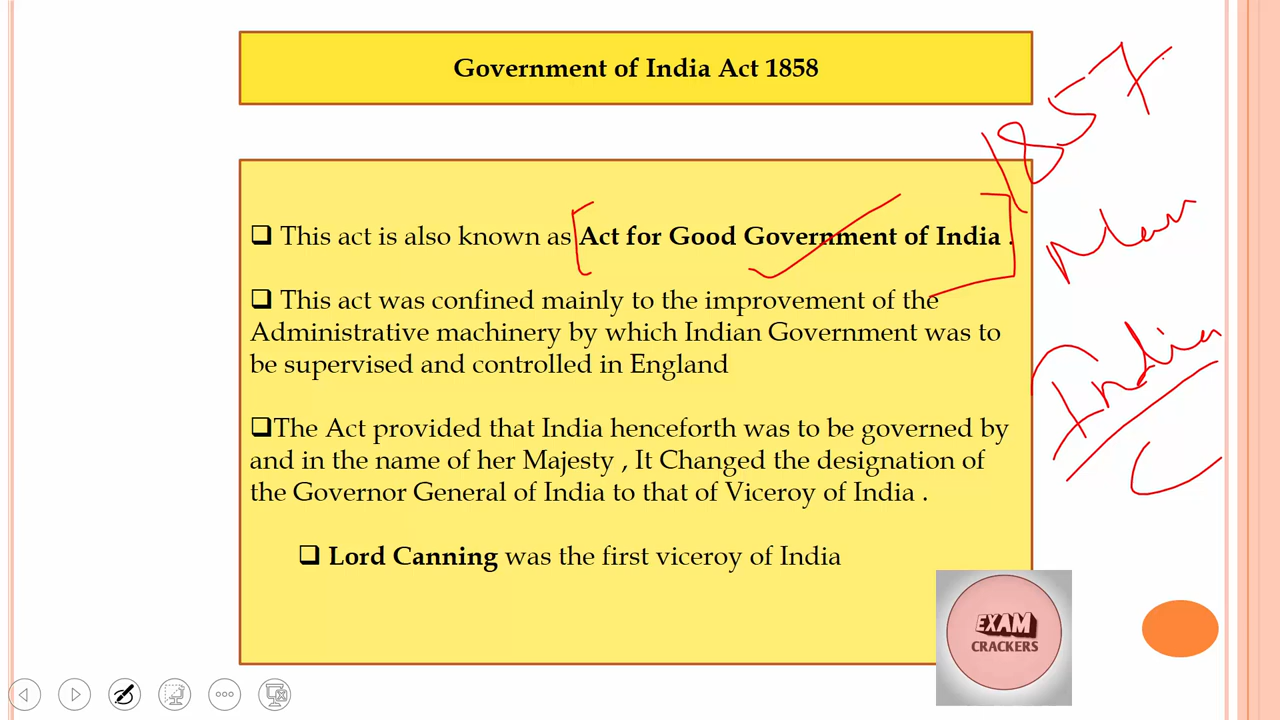 Government of India Act 1858
1857
❑ This act is also known as Act for Good Government of India .
❑ This act was confined mainly to the improvement of the
Administrative machinery by which Indian Government was to
be supervised and controlled in England
❑The Act provided that India henceforth was to be governed by
and in the name of her Majesty , It Changed the designation of
the Governor General of India to that of Viceroy of India .
India
❑ Lord Canning was the first viceroy of India
EXAM
CRACKERS